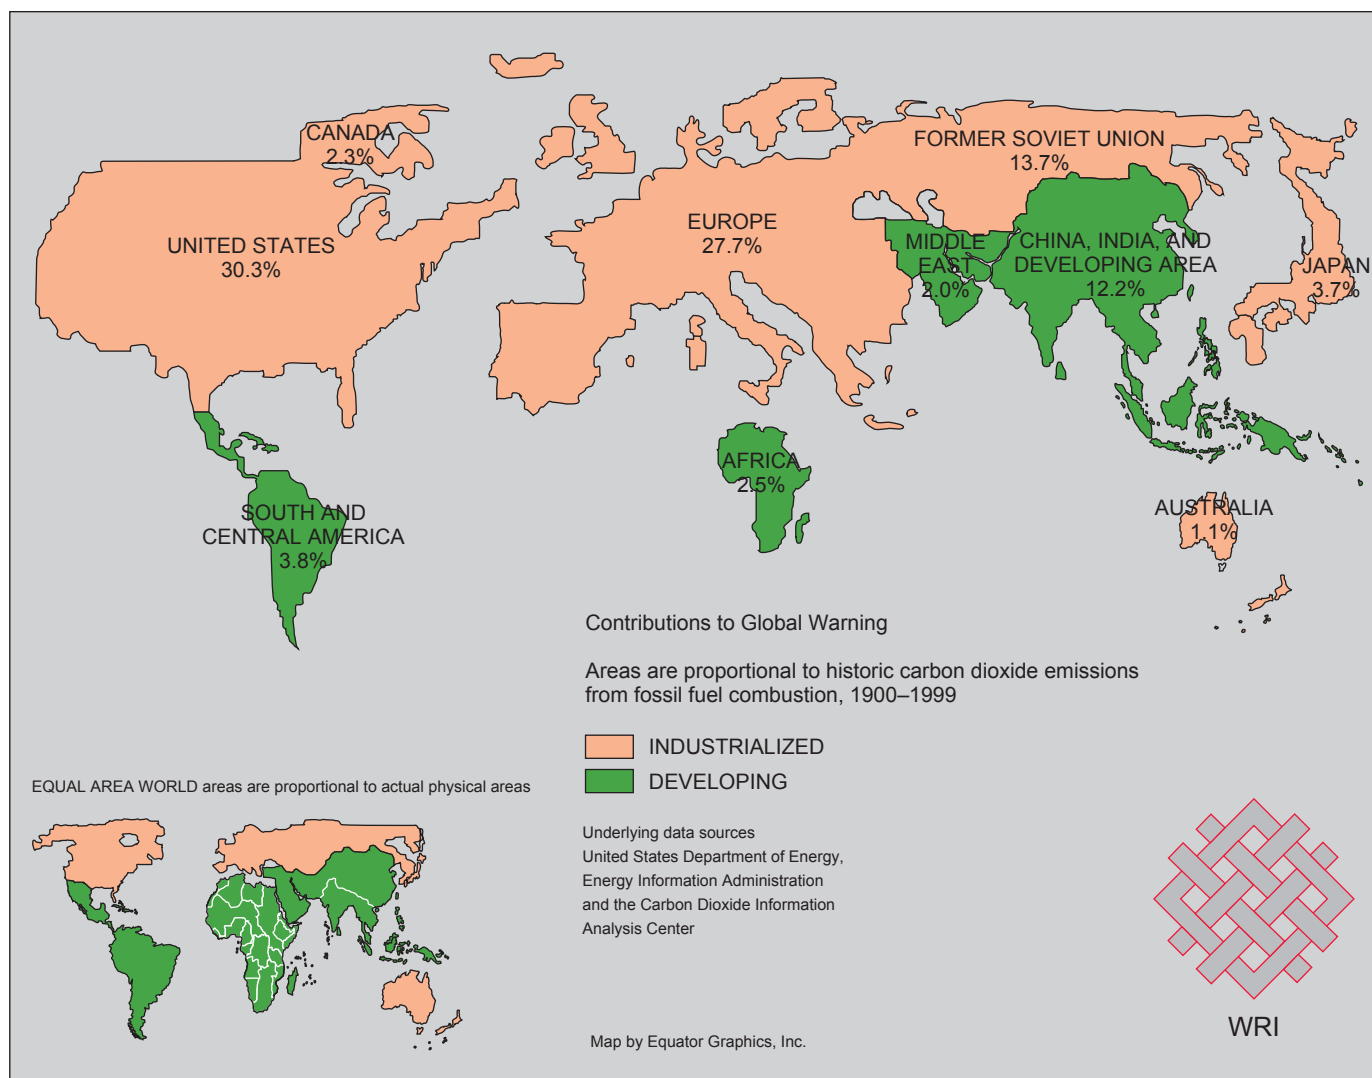 CANADA
2.3%
FORMER SOVIET UNION
13.7%
UNITED STATES
30.3%
EUROPE
27.7%
MIDDLE
EAST
2.0%
CHINA, INDIA, AND
DEVELOPING AREA
12.2%
JAPAN
3.7%
AFRICA
2.5%
SOUTH AND
CENTRAL AMERICA
3.8%
AUSTRALIA
1.1%
Contributions to Global Warning
Areas are proportional to historic carbon dioxide emissions
from fossil fuel combustion, 1900–1999
INDUSTRIALIZED
DEVELOPING
EQUAL AREA WORLD areas are proportional to actual physical areas
Underlying data sources
United States Department of Energy,
Energy Information Administration
and the Carbon Dioxide Information
Analysis Center
Map by Equator Graphics, Inc.
WRI